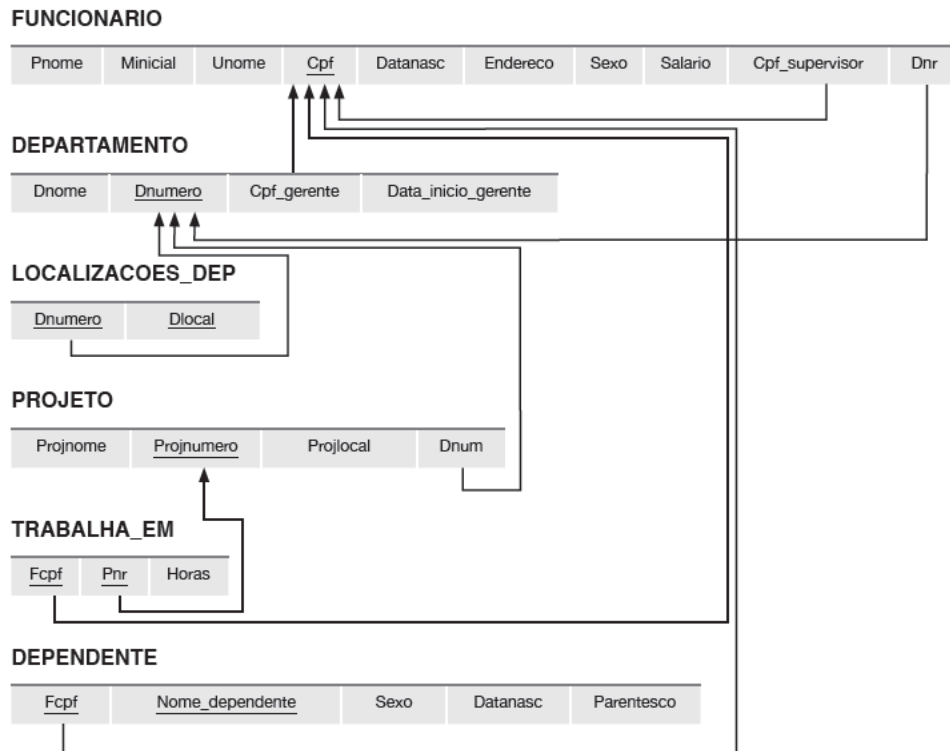 FUNCIONARIO
Pnome Minicial Unome Cpf Datanasc Endereco Sexo Salario Cpf_supervisor Dnr
DEPARTAMENTO
Dnome Dnumero Cpf_gerente Data_inicio_gerente
LOCALIZACOES_DEP
Dnumero Dlocal
PROJETO
Projnome Projnumero Projlocal Dnum
TRABALHA_EM
Fcpf Pnr Horas
DEPENDENTE
Fcpf Nome_dependente Sexo Datanasc Parentesco